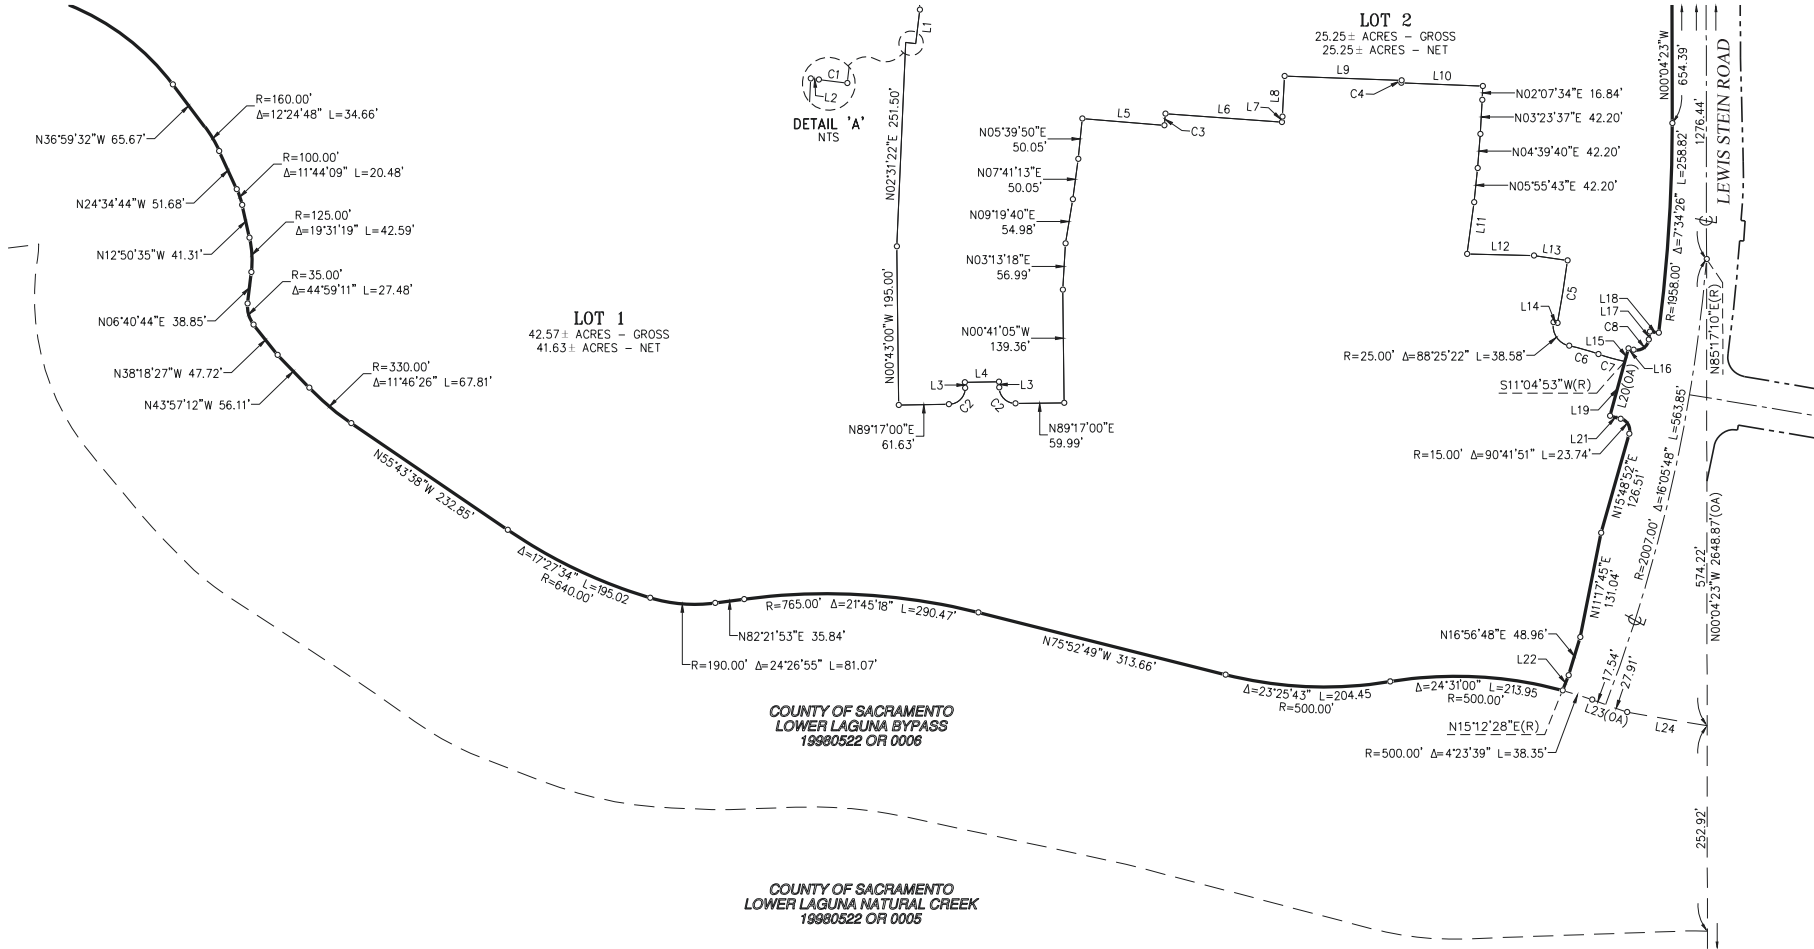 N36°59'32"W 65.67'
R=160.00'
Δ=12°24'48" L=34.66'
N24°34'44"W 51.68'
R=100.00'
Δ=11°44'09" L=20.48'
N12°50'35"W 41.31'
R=125.00'
Δ=19°31'19" L=42.59'
N06°40'44"E 38.85'
R=35.00'
Δ=44°59'11" L=27.48'
N38°18'27"W 47.72'
N43°57'12"W 56.11'
R=330.00'
Δ=11°46'26" L=67.81'
N55°43'38"W 232.85'
Δ=17°27'34" L=195.02
R=640.00'
R=190.00' Δ=24°26'55" L=81.07'
N82°21'53"E 35.84'
R=765.00' Δ=21°45'18" L=290.47'
N75°52'49"W 313.66'
Δ=23°25'43" L=204.45
R=500.00'
Δ=24°31'00" L=213.95
R=500.00'
LOT 1
42.57± ACRES – GROSS
41.63± ACRES – NET
L1
C1
L2
DETAIL 'A'
NTS
N02°31'22"E 251.50'
N00°43'00"W 195.00'
N89°17'00"E
61.63'
L3
C2
L4
L3
C2
N89°17'00"E
59.99'
N05°39'50"E
50.05'
N07°41'13"E
50.05'
N09°19'40"E
54.98'
N03°13'18"E
56.99'
N00°41'05"W
139.36'
L5
C3
L6
L7
L8
L9
C4
L10
LOT 2
25.25± ACRES – GROSS
25.25± ACRES – NET
N02°07'34"E 16.84'
N03°23'37"E 42.20'
N04°39'40"E 42.20'
N05°55'43"E 42.20'
L11
L12
L13
C5
L14
R=25.00' Δ=88°25'22" L=38.58'
C6
C7
L18
L17
C8
L15
L16
S11°04'53"W(R)
L19
L20(OA)
L21
R=15.00' Δ=90°41'51" L=23.74'
N15°48'52"E
126.51'
N11°17'45"E
131.04'
N16°56'48"E 48.96'
L22
N15°12'28"E(R)
R=500.00' Δ=4°23'39" L=38.35'
17.54'
27.91'
L23(OA)
L24
N00°04'23"W
654.39'
1276.44'
LEWIS STEIN ROAD
R=1958.00' Δ=7°34'26" L=258.82'
N85°17'10"E(R)
R=2007.00' Δ=16°05'48" L=563.85'
574.22'
N00°04'23"W 2648.87'(OA)
252.92'
COUNTY OF SACRAMENTO
LOWER LAGUNA BYPASS
19980522 OR 0006
COUNTY OF SACRAMENTO
LOWER LAGUNA NATURAL CREEK
19980522 OR 0005